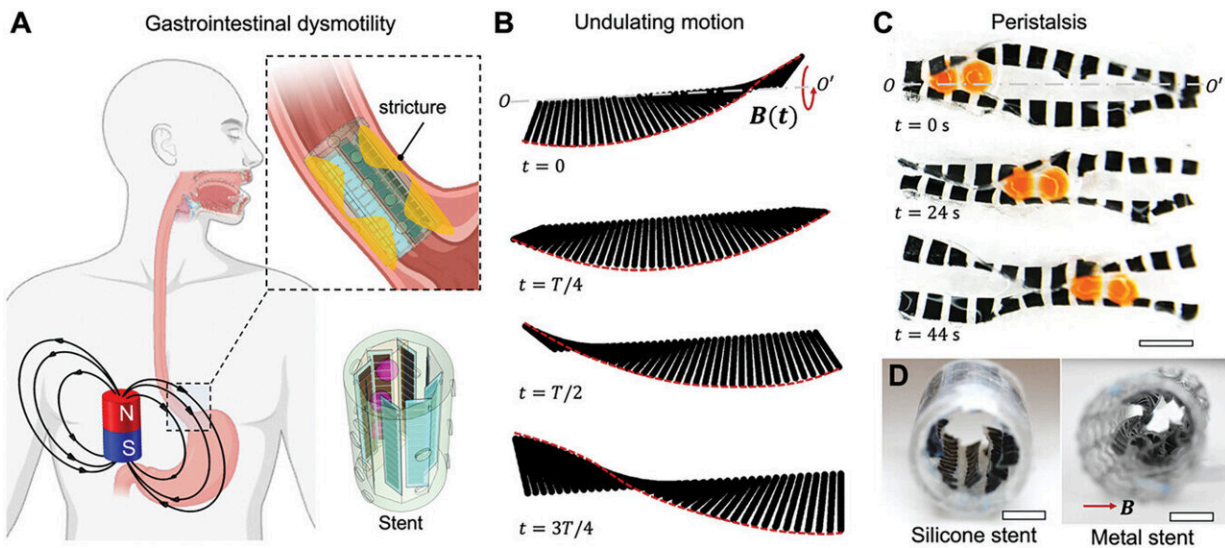 A
Gastrointestinal dysmotility
stricture
N
S
Stent
B
Undulating motion
O
O'
B(t)
t = 0
t = T/4
t = T/2
t = 3T/4
C
Peristalsis
O
O'
t = 0 s
t = 24 s
t = 44 s
D
B
Silicone stent
Metal stent